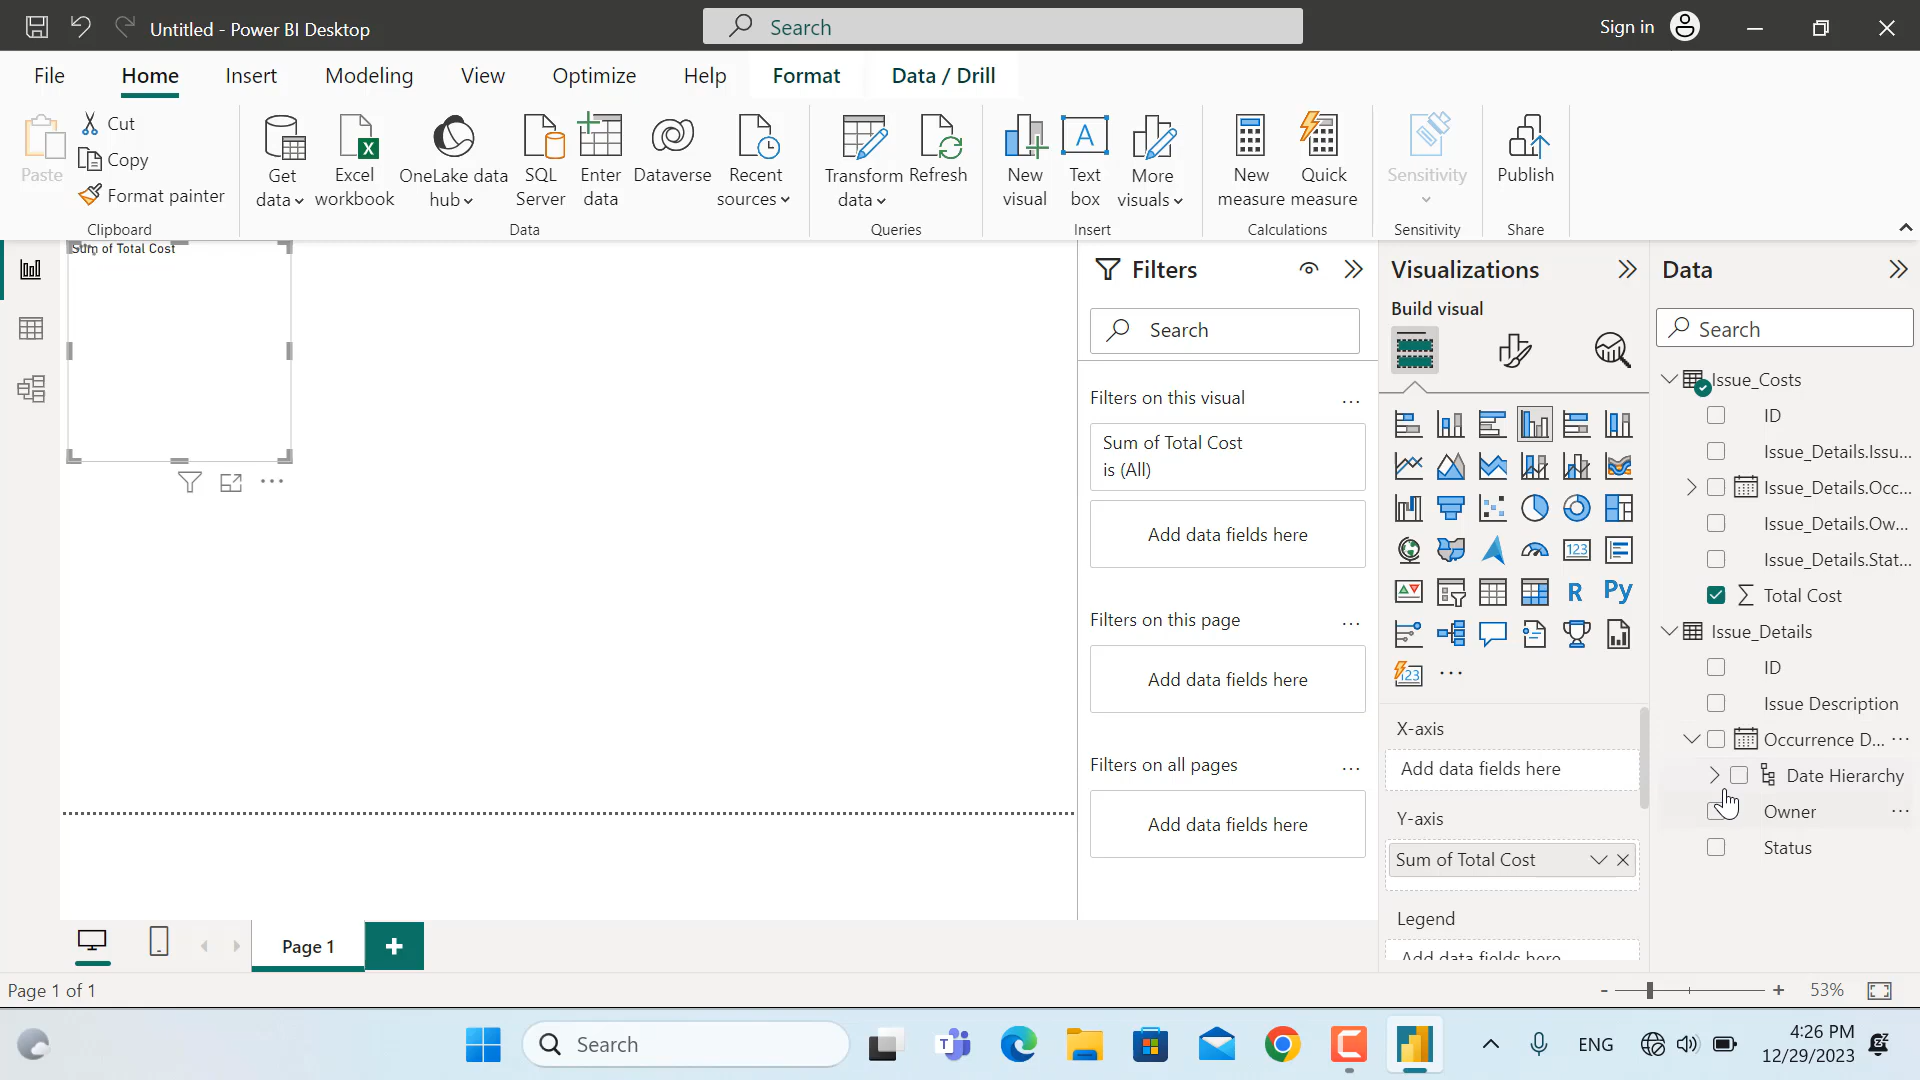 Untitled - Power BI Desktop
Search
Sign in
File
Home
Insert
Modeling
View
Optimize
Help
Format
Data / Drill
Paste
Cut
Copy
Format painter
Clipboard
Get data
Excel workbook
OneLake data hub
SQL Server
Enter data
Dataverse
Recent sources
Data
Transform data
Refresh
Queries
New visual
Text box
More visuals
Insert
New measure
Quick measure
Calculations
Sensitivity
Sensitivity
Publish
Share
Sum of Total Cost
Filters
Search
Filters on this visual
...
Sum of Total Cost
is (All)
Add data fields here
Filters on this page
...
Add data fields here
Filters on all pages
...
Add data fields here
Visualizations
Build visual
123
R
Py
123
...
X-axis
Add data fields here
Y-axis
Sum of Total Cost
Legend
Add data fields here
Data
Search
Issue_Costs
ID
Issue_Details.Issu...
Issue_Details.Occ...
Issue_Details.Ow...
Issue_Details.Stat...
Total Cost
Issue_Details
ID
Issue Description
Occurrence D...
Date Hierarchy
Owner
Status
Page 1
Page 1 of 1
53%
Search
ENG
4:26 PM
12/29/2023